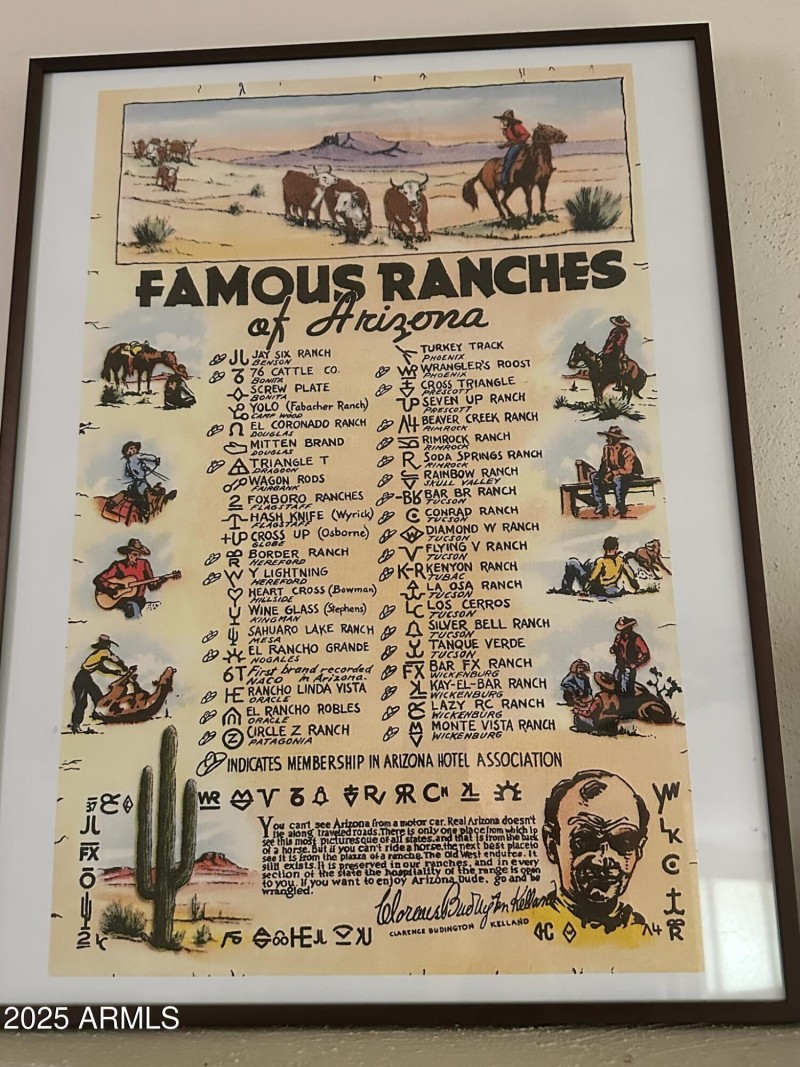 FAMOUS RANCHES
of Arizona
JAY SIX RANCH
BENSON
76 CATTLE CO.
BONITA
SCREW PLATE
BONITA
YOLO (Fabacher Ranch)
CAMP WOOD
EL CORONADO RANCH
DOUGLAS
MITTEN BRAND
DOUGLAS
TRIANGLE T
DRAGOON
WAGON RODS
FAIRBANK
FOXBORO RANCHES
FLAGSTAFF
HASH KNIFE (Wyrick)
FLAGSTAFF
CROSS UP (Osborne)
GLOBE
BORDER RANCH
HEREFORD
Y LIGHTNING
HEREFORD
HEART CROSS (Bowman)
HILLSIDE
WINE GLASS (Stephens)
KINGMAN
SAHUARO LAKE RANCH
MESA
EL RANCHO GRANDE
NOGALES
6T First brand recorded
NACO in Arizona.
RANCHO LINDA VISTA
ORACLE
EL RANCHO ROBLES
ORACLE
CIRCLE Z RANCH
PATAGONIA
TURKEY TRACK
PHOENIX
WRANGLER'S ROOST
PHOENIX
CROSS TRIANGLE
PRESCOTT
SEVEN UP RANCH
PRESCOTT
BEAVER CREEK RANCH
RIMROCK
RIMROCK RANCH
RIMROCK
SODA SPRINGS RANCH
RIMROCK
RAINBOW RANCH
SKULL VALLEY
BAR BR RANCH
TUCSON
CONRAD RANCH
TUCSON
DIAMOND W RANCH
TUCSON
FLYING V RANCH
TUCSON
K-R KENYON RANCH
TUBAC
LA OSA RANCH
TUCSON
LOS CERROS
TUCSON
SILVER BELL RANCH
TUCSON
TANQUE VERDE
TUCSON
BAR FX RANCH
WICKENBURG
KAY-EL-BAR RANCH
WICKENBURG
LAZY RC RANCH
WICKENBURG
MONTE VISTA RANCH
WICKENBURG
INDICATES MEMBERSHIP IN ARIZONA HOTEL ASSOCIATION
You can't see Arizona from a motor car. Real Arizona doesn't
lie along traveled roads. There is only one place from which to
see this most picturesque of all states, and that is from the back
of a horse. But if you can't ride a horse, the next best place to
see it is from the plaza of a ranch. The Old West endures. It
still exists. It is preserved in our ranches, and in every
section of the state the hospitality of the range is open
to you. If you want to enjoy Arizona, Dude, go and be
wrangled.
Clarence Budington Kelland
CLARENCE BUDINGTON KELLAND
2025 ARMLS